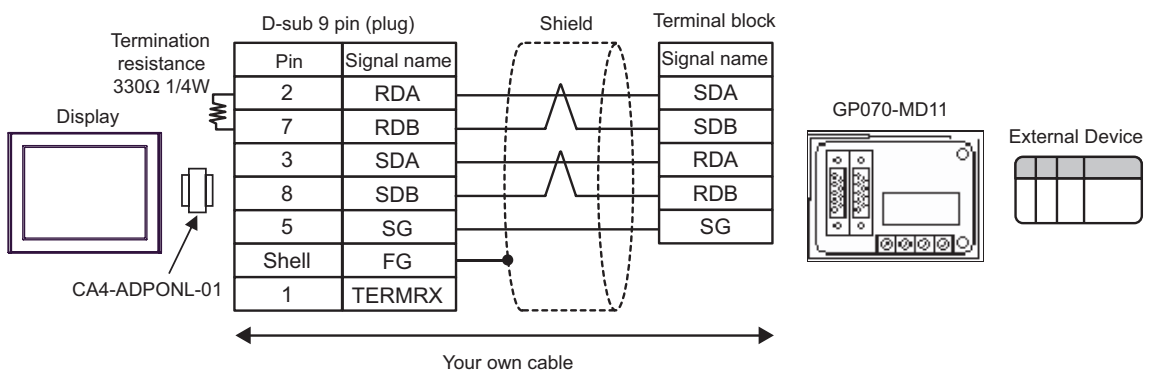 D-sub 9 pin (plug)
Shield
Terminal block
Termination
resistance
330Ω 1/4W
Pin Signal name
Signal name
2 RDA
SDA
7 RDB
SDB
3 SDA
RDA
8 SDB
RDB
5 SG
SG
Shell FG
1 TERMRX
Display
CA4-ADPONL-01
GP070-MD11
External Device
Your own cable